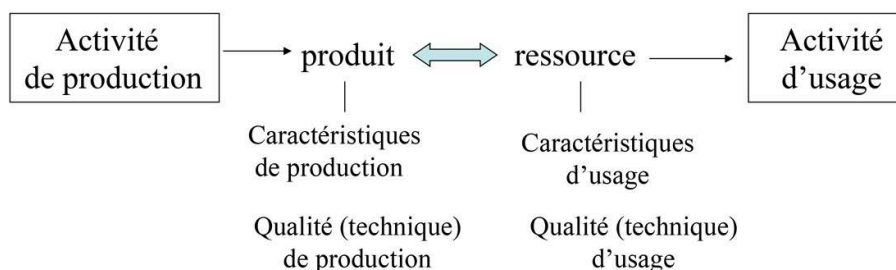 Activité
de production
produit
ressource
Activité
d’usage
Caractéristiques
de production
Caractéristiques
d’usage
Qualité (technique)
de production
Qualité (technique)
d’usage